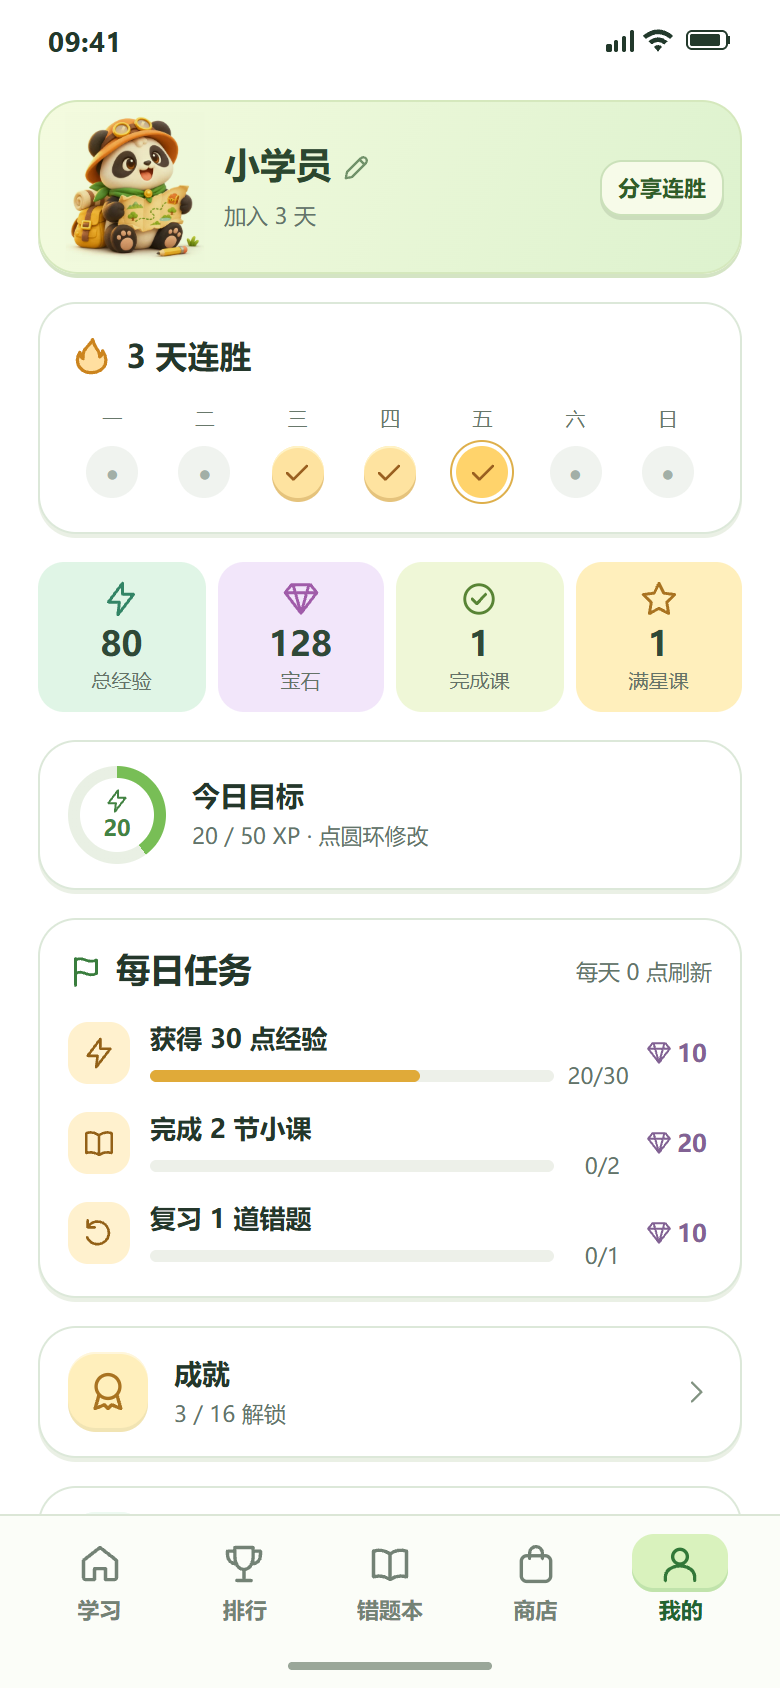 09:41
小学员
加入 3 天
分享连胜
3 天连胜
一 二 三 四 五 六 日
80 128 1 1
总经验 宝石 完成课 满星课
20
今日目标
20 / 50 XP · 点圆环修改
每日任务
每天 0 点刷新
获得 30 点经验
20/30
10
完成 2 节小课
0/2
20
复习 1 道错题
0/1
10
成就
3 / 16 解锁
学习 排行 错题本 商店 我的